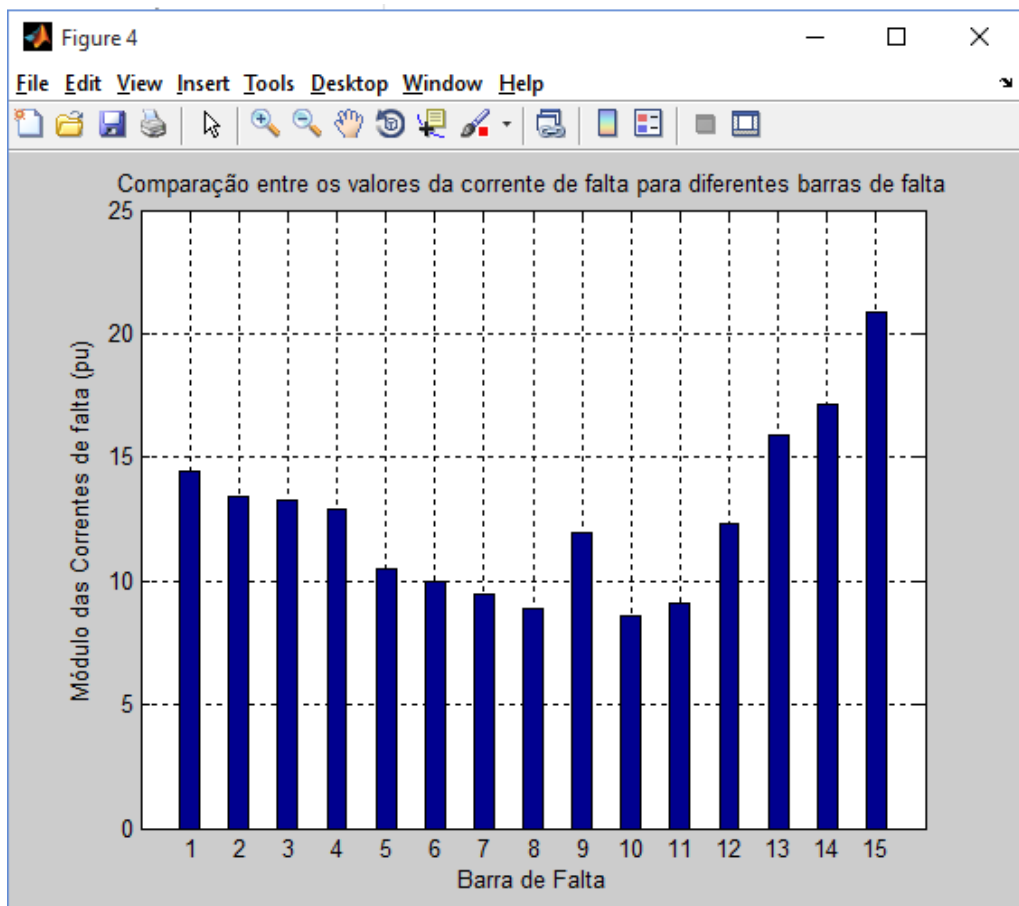 Figure 4
File Edit View Insert Tools Desktop Window Help
Comparação entre os valores da corrente de falta para diferentes barras de falta
25
20
15
10
5
0
Módulo das Correntes de falta (pu)
1 2 3 4 5 6 7 8 9 10 11 12 13 14 15
Barra de Falta